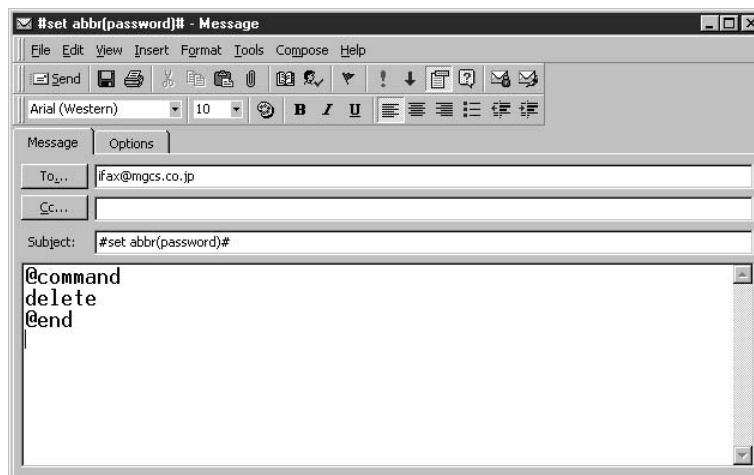 #set abbr(password)# - Message
File Edit View Insert Format Tools Compose Help
Send
Arial (Western) 10 B I U
Message Options
To... ifax@mgcs.co.jp
Cc...
Subject: #set abbr(password)#
@command
delete
@end